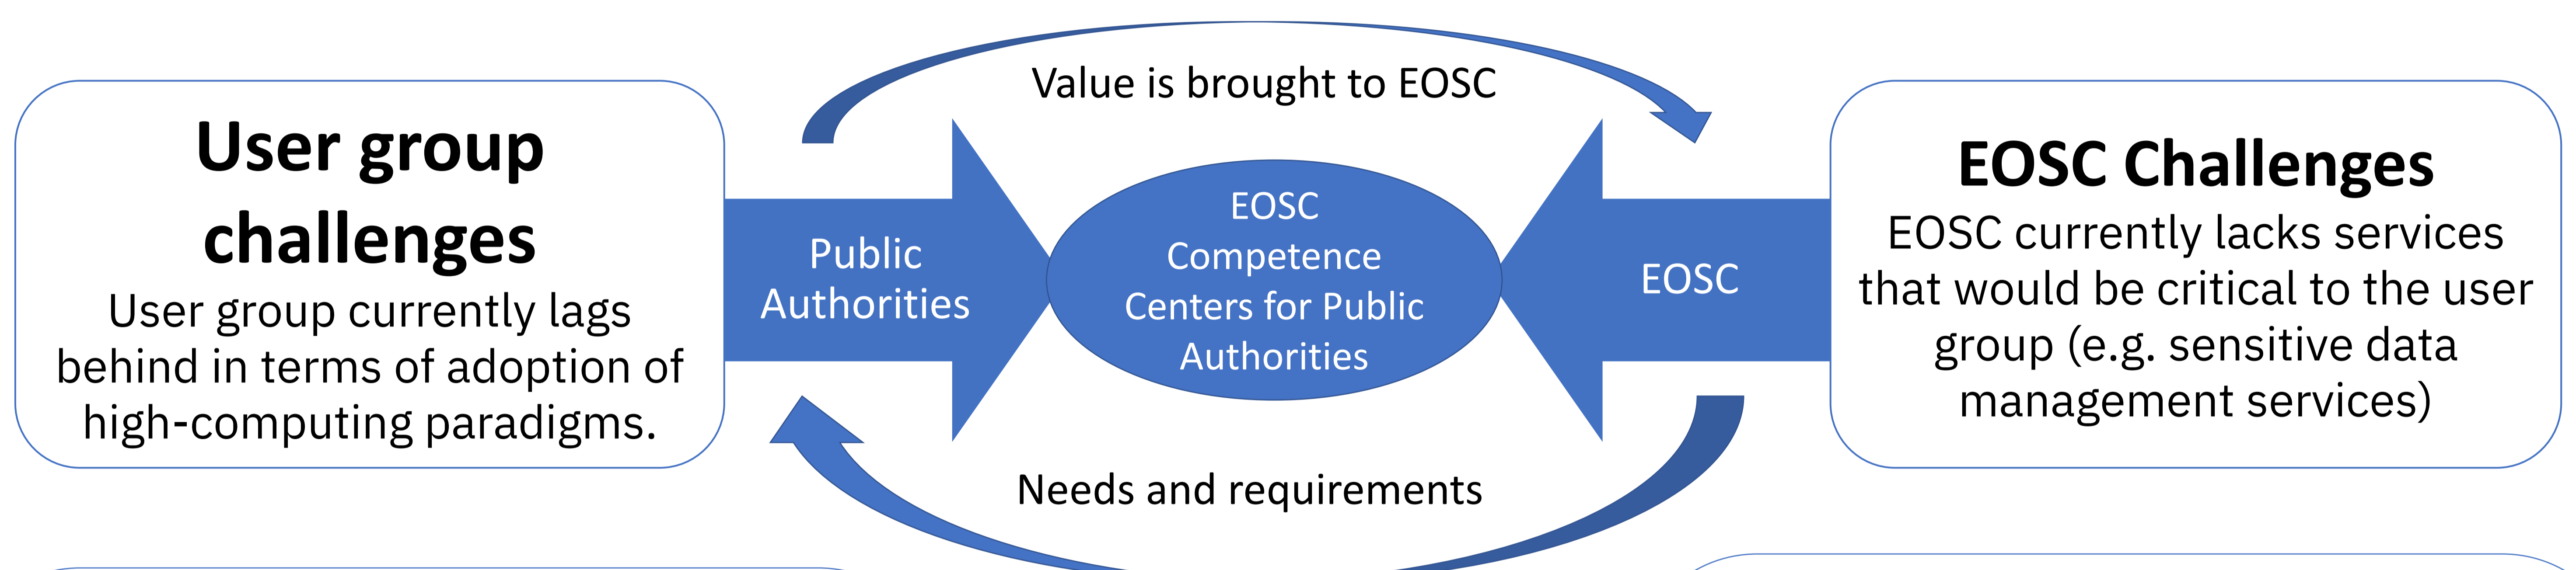 Value is brought to EOSC
User group
challenges
User group currently lags
behind in terms of adoption of
high-computing paradigms.
Public
Authorities
EOSC
Competence
Centers for Public
Authorities
EOSC
EOSC Challenges
EOSC currently lacks services
that would be critical to the user
group (e.g. sensitive data
management services)
Needs and requirements